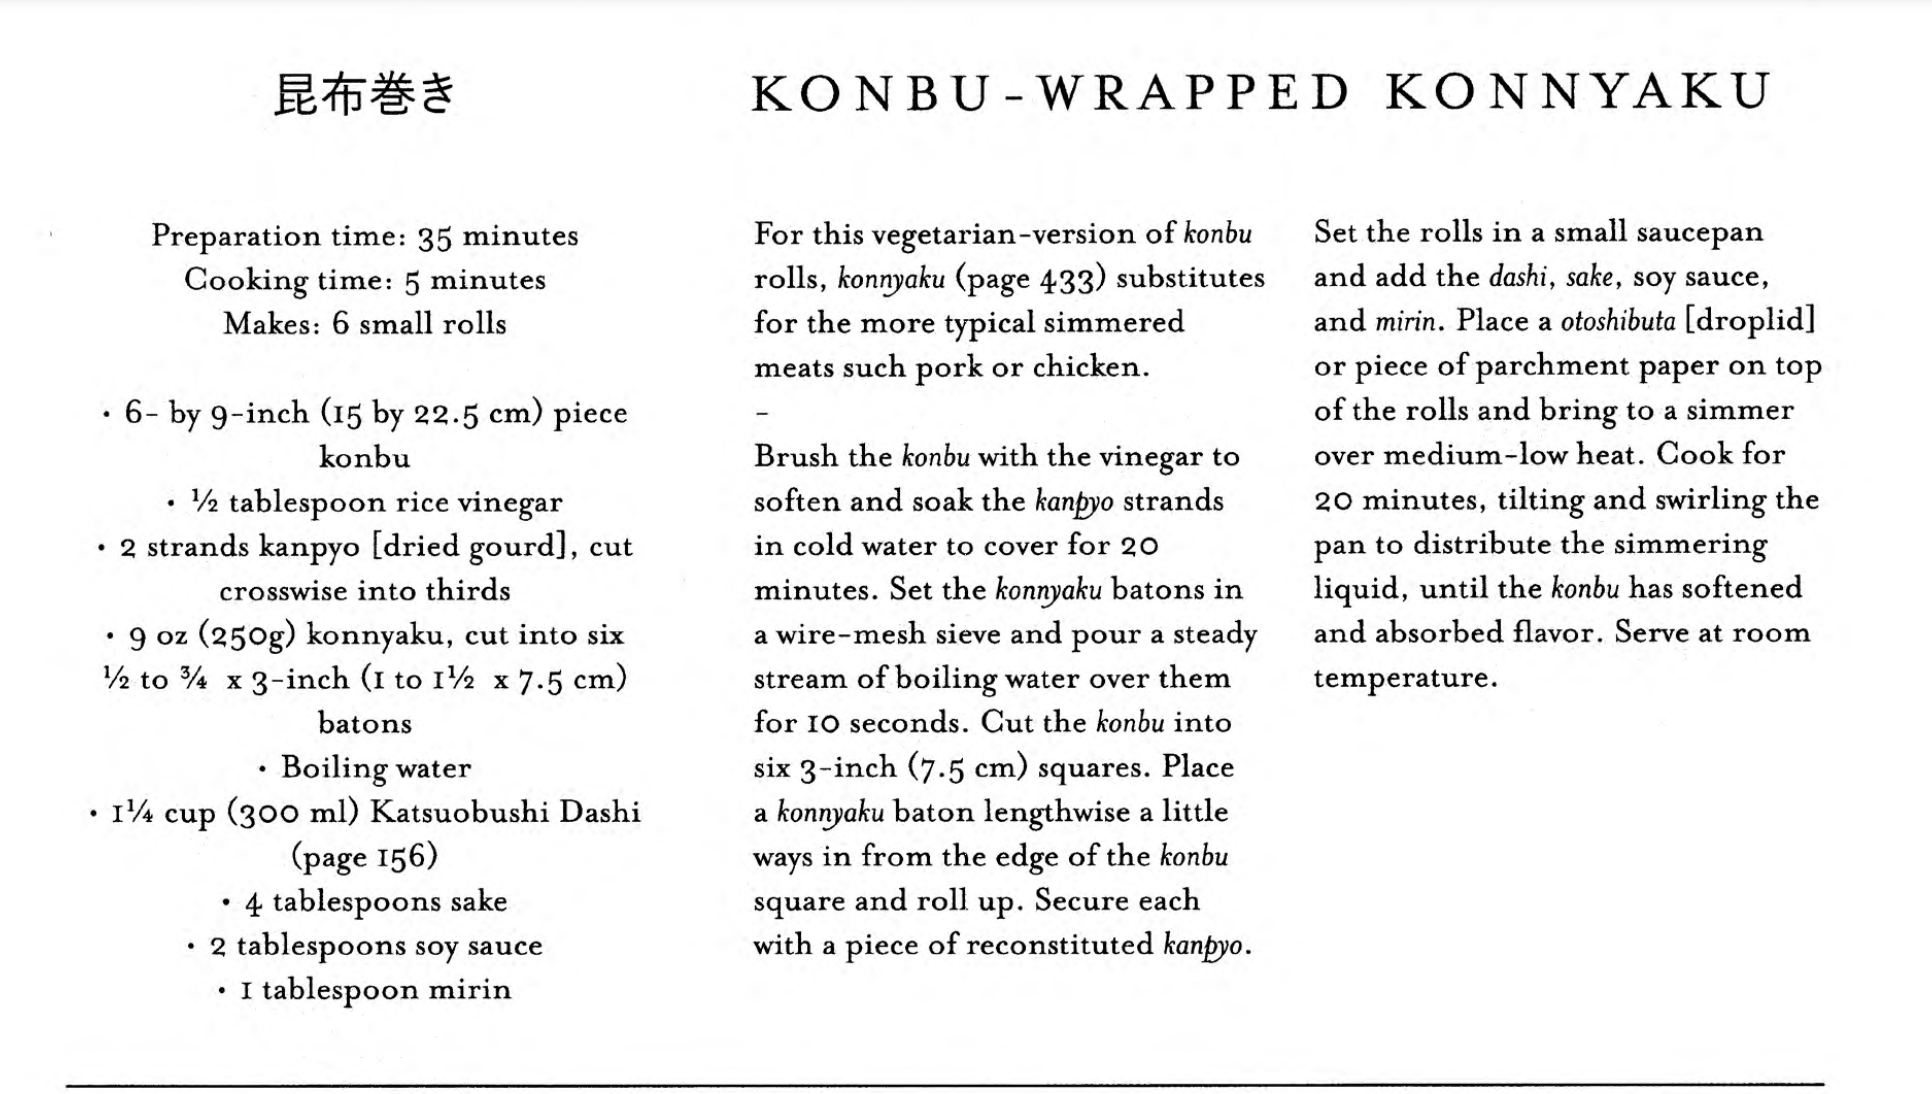 昆布巻き
KONBU-WRAPPED KONNYAKU
Preparation time: 35 minutes
Cooking time: 5 minutes
Makes: 6 small rolls
• 6- by 9-inch (15 by 22.5 cm) piece
konbu
• ½ tablespoon rice vinegar
• 2 strands kanpyo [dried gourd], cut
crosswise into thirds
• 9 oz (250g) konnyaku, cut into six
½ to ¾ x 3-inch (1 to 1½ x 7.5 cm)
batons
• Boiling water
• 1¼ cup (300 ml) Katsuobushi Dashi
(page 156)
• 4 tablespoons sake
• 2 tablespoons soy sauce
• 1 tablespoon mirin
For this vegetarian-version of konbu
rolls, konnyaku (page 433) substitutes
for the more typical simmered
meats such pork or chicken.
–
Brush the konbu with the vinegar to
soften and soak the kanpyo strands
in cold water to cover for 20
minutes. Set the konnyaku batons in
a wire-mesh sieve and pour a steady
stream of boiling water over them
for 10 seconds. Cut the konbu into
six 3-inch (7.5 cm) squares. Place
a konnyaku baton lengthwise a little
ways in from the edge of the konbu
square and roll up. Secure each
with a piece of reconstituted kanpyo.
Set the rolls in a small saucepan
and add the dashi, sake, soy sauce,
and mirin. Place a otoshibuta [droplid]
or piece of parchment paper on top
of the rolls and bring to a simmer
over medium-low heat. Cook for
20 minutes, tilting and swirling the
pan to distribute the simmering
liquid, until the konbu has softened
and absorbed flavor. Serve at room
temperature.